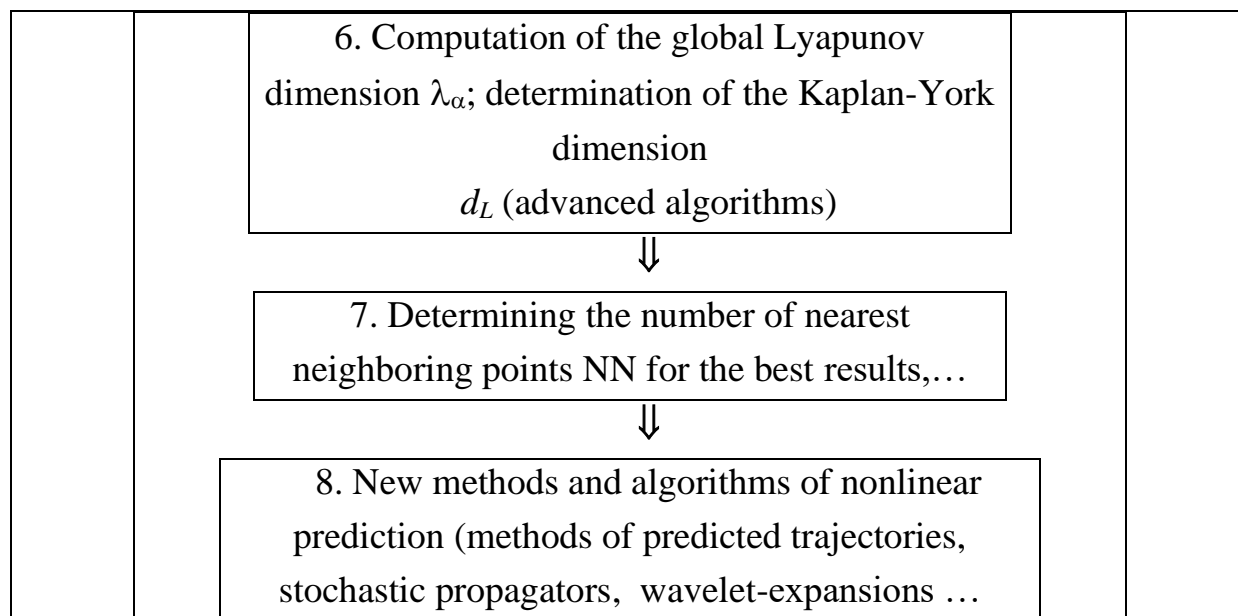 6. Computation of the global Lyapunov
dimension λα; determination of the Kaplan-York
dimension
dL (advanced algorithms)
⇓
7. Determining the number of nearest
neighboring points NN for the best results,…
⇓
8. New methods and algorithms of nonlinear
prediction (methods of predicted trajectories,
stochastic propagators, wavelet-expansions …